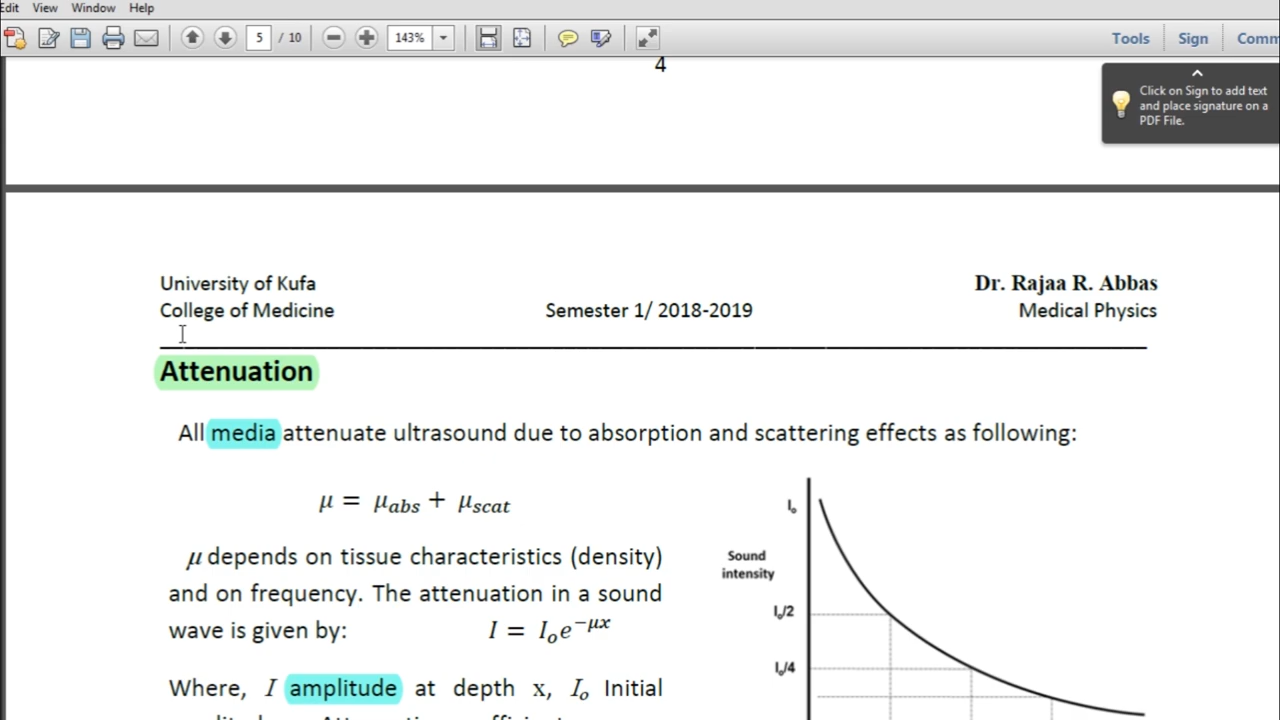 Edit View Window Help
5 / 10 143% Tools Sign Comm
4
Click on Sign to add text
and place signature on a
PDF File.
University of Kufa Dr. Rajaa R. Abbas
College of Medicine Semester 1/ 2018-2019 Medical Physics
Attenuation
All media attenuate ultrasound due to absorption and scattering effects as following:
μ = μabs + μscat
μ depends on tissue characteristics (density)
and on frequency. The attenuation in a sound
wave is given by: I = Iₒe^−μx
Where, I amplitude at depth x, Iₒ Initial
Iₒ
Sound
intensity
Iₒ/2
Iₒ/4